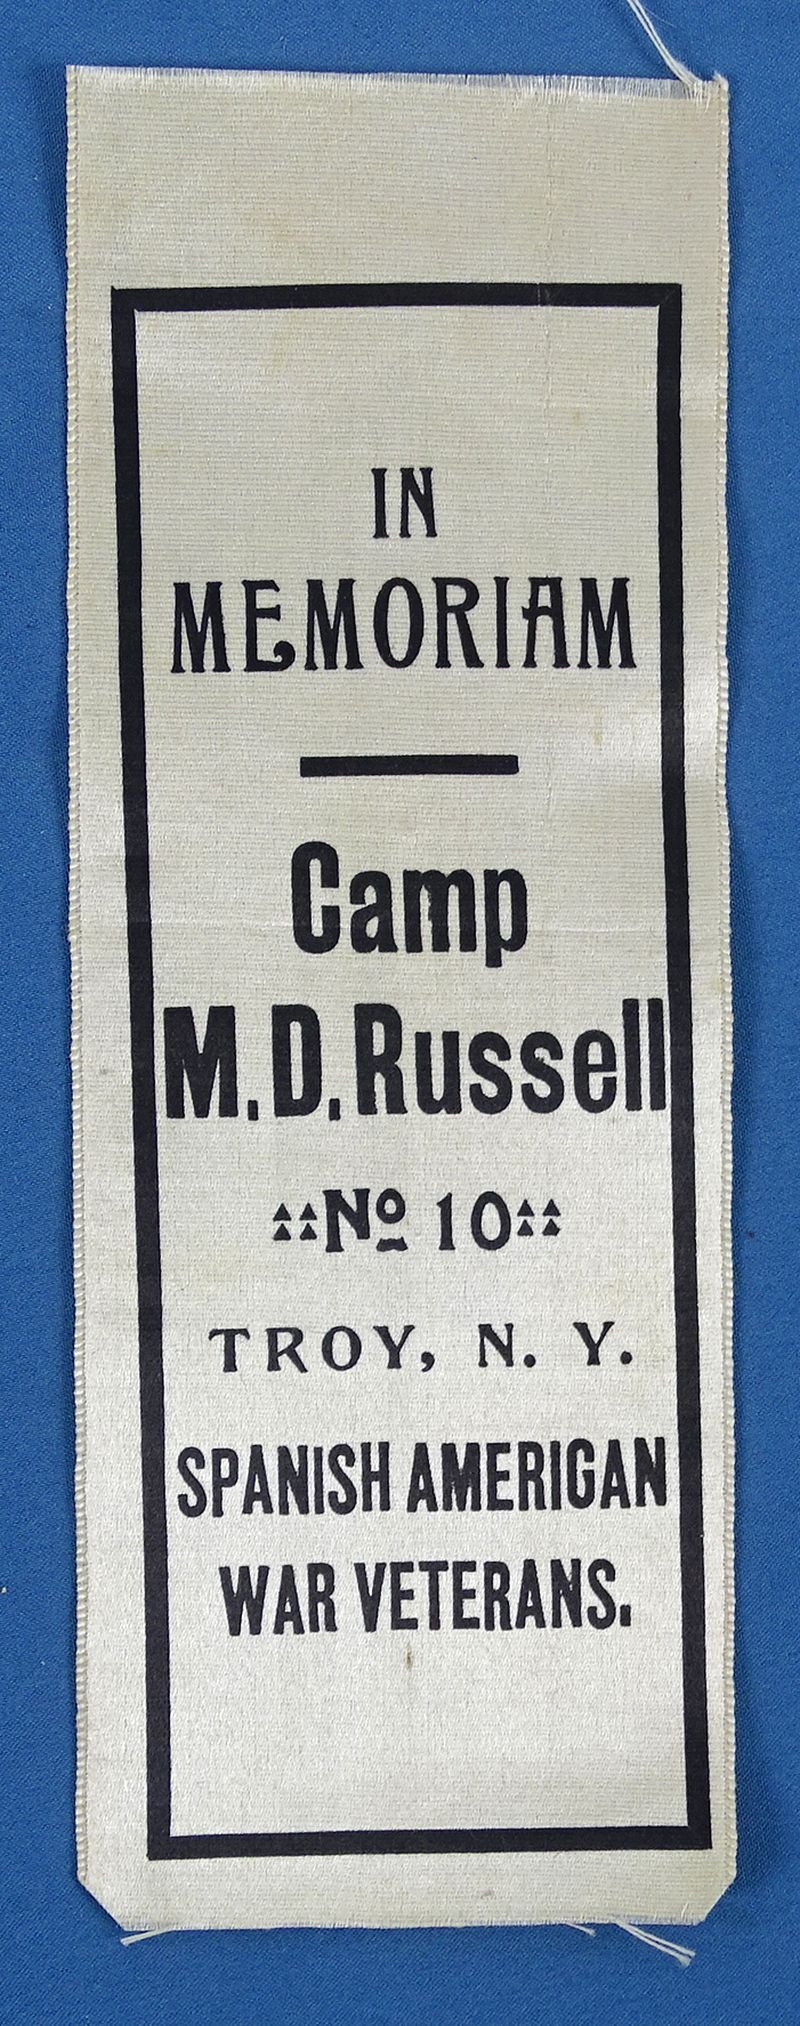 IN
MEMORIAM
Camp
M.D.Russell
No 10
TROY, N. Y.
SPANISH AMERICAN
WAR VETERANS.